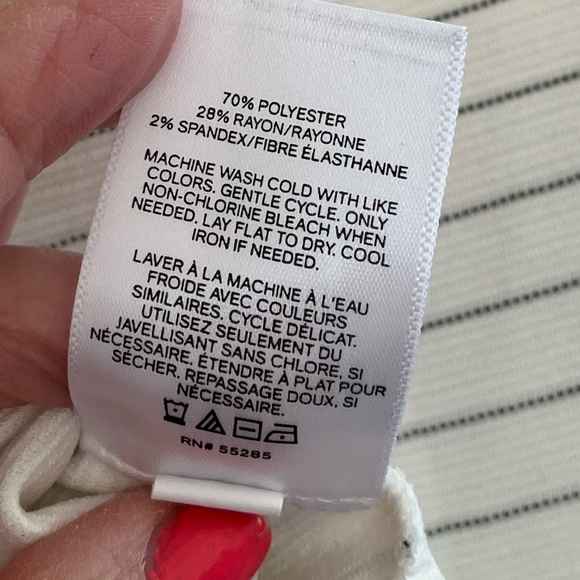 70% POLYESTER
28% RAYON/RAYONNE
2% SPANDEX/FIBRE ÉLASTHANNE
MACHINE WASH COLD WITH LIKE
COLORS. GENTLE CYCLE. ONLY
NON-CHLORINE BLEACH WHEN
NEEDED. LAY FLAT TO DRY. COOL
IRON IF NEEDED.
LAVER À LA MACHINE À L'EAU
FROIDE AVEC COULEURS
SIMILAIRES. CYCLE DÉLICAT.
UTILISEZ SEULEMENT DU
JAVELLISANT SANS CHLORE, SI
NÉCESSAIRE. ÉTENDRE À PLAT POUR
SÉCHER. REPASSAGE DOUX, SI
NÉCESSAIRE.
RN# 55285